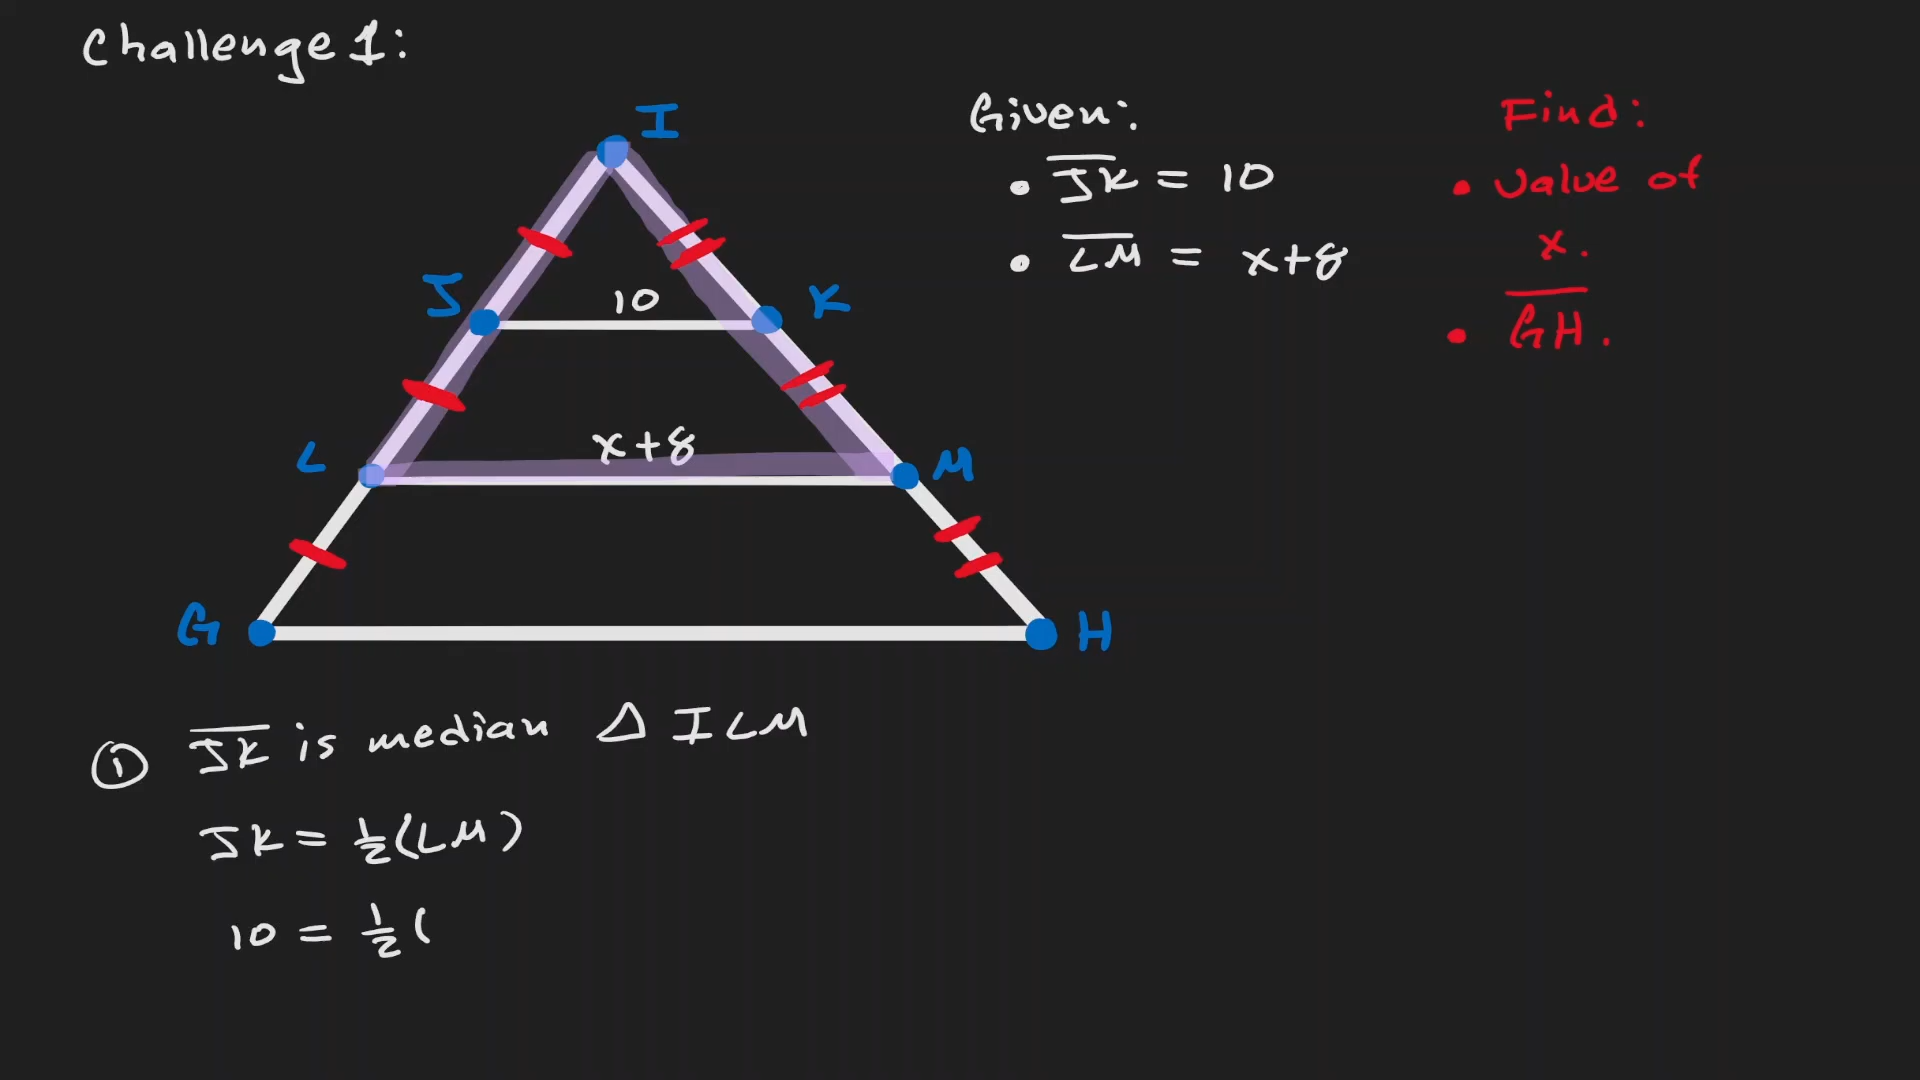 Challenge 1:
I
Given:
Find:
• JK = 10
• value of
x.
• LM = x+8
• GH.
J
10
K
L
x+8
M
G
H
① JK is median △ ILM
JK = ½(LM)
10 = ½(